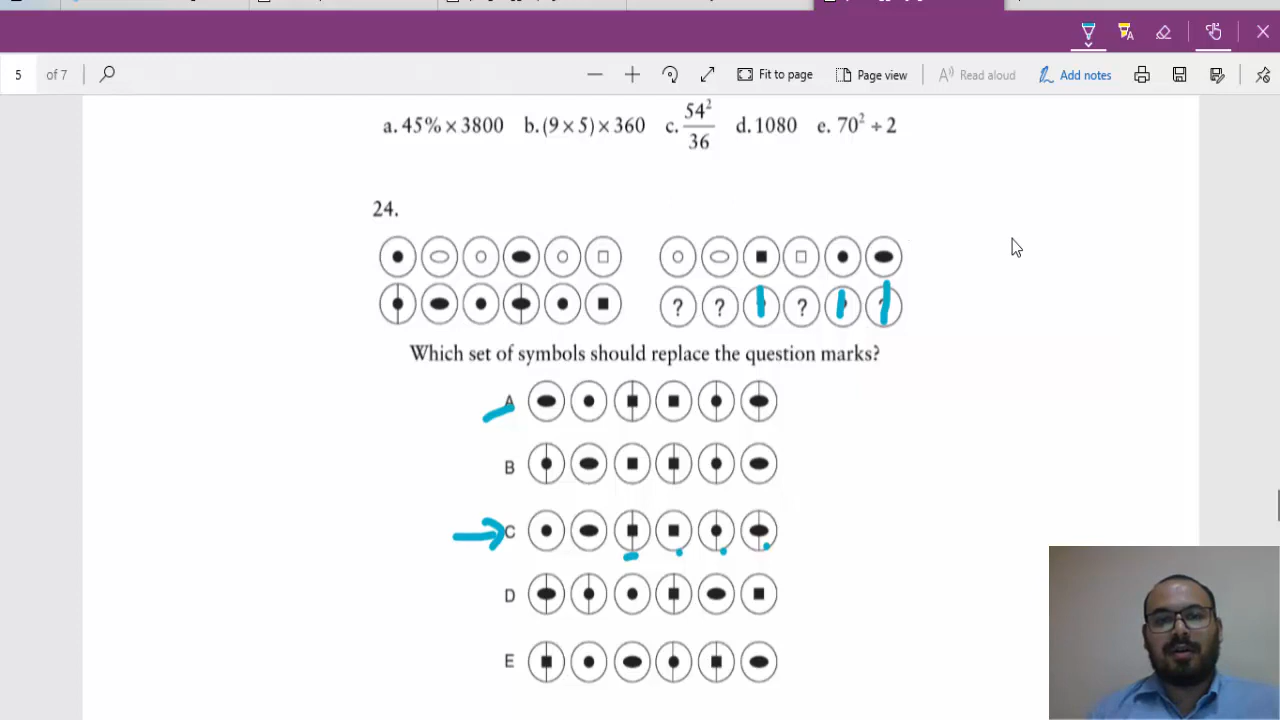 5 of 7
Fit to page
Page view
Read aloud
Add notes
a. 45% × 3800 b. (9 × 5) × 360 c. 54²/36 d. 1080 e. 70² ÷ 2
24.
? ? ? ?
Which set of symbols should replace the question marks?
A
B
C
D
E